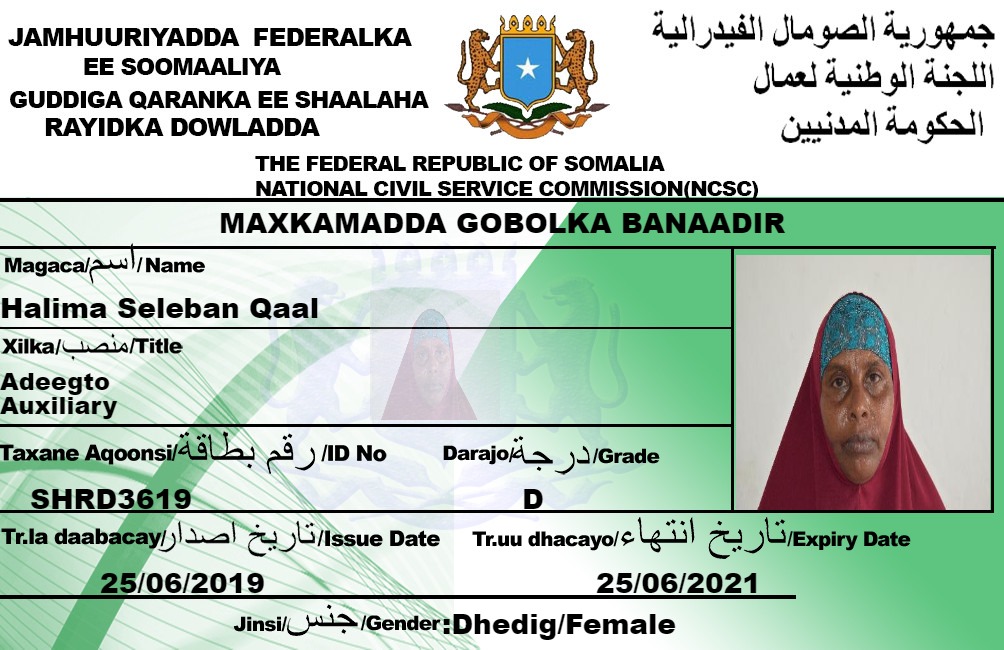 JAMHUURIYADDA FEDERALKA
EE SOOMAALIYA
GUDDIGA QARANKA EE SHAALAHA
RAYIDKA DOWLADDA
جمهورية الصومال الفيدرالية
اللجنة الوطنية لعمال
الحكومة المدنيين
THE FEDERAL REPUBLIC OF SOMALIA
NATIONAL CIVIL SERVICE COMMISSION(NCSC)
MAXKAMADDA GOBOLKA BANAADIR
Magaca/اسم/Name
Halima Seleban Qaal
Xilka/منصب/Title
Adeegto
Auxiliary
Taxane Aqoonsi/رقم بطاقة/ID No
Darajo/درجة/Grade
SHRD3619
D
Tr.la daabacay/تاريخ اصدار/Issue Date
Tr.uu dhacayo/تاريخ انتهاء/Expiry Date
25/06/2019
25/06/2021
Jinsi/جنس/Gender:Dhedig/Female